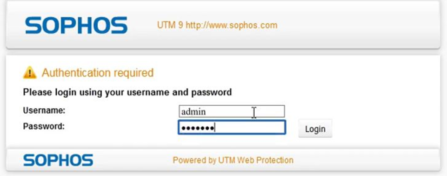 SOPHOS
UTM 9 http://www.sophos.com
Authentication required
Please login using your username and password
Username: admin
Password: •••••••
Login
SOPHOS
Powered by UTM Web Protection